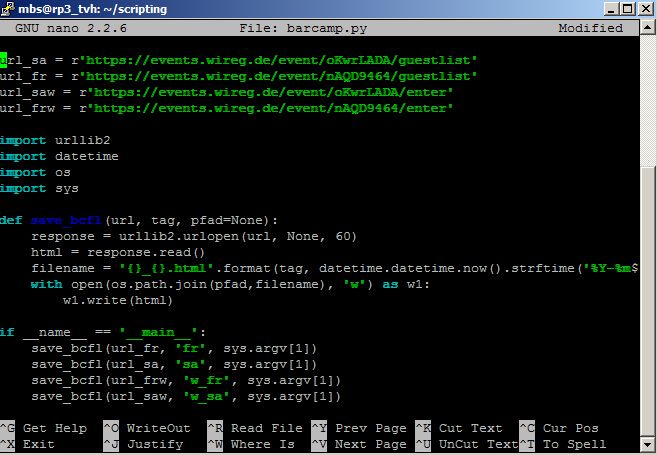 mbs@rp3_tvh: ~/scripting
GNU nano 2.2.6 File: barcamp.py Modified
url_sa = r'https://events.wireg.de/event/oKwrLADA/guestlist'
url_fr = r'https://events.wireg.de/event/nAQD9464/guestlist'
url_saw = r'https://events.wireg.de/event/oKwrLADA/enter'
url_frw = r'https://events.wireg.de/event/nAQD9464/enter'
import urllib2
import datetime
import os
import sys
def save_bcfl(url, tag, pfad=None):
    response = urllib2.urlopen(url, None, 60)
    html = response.read()
    filename = '{}_{}.html'.format(tag, datetime.datetime.now().strftime('%Y-%m$
    with open(os.path.join(pfad,filename), 'w') as w1:
        w1.write(html)
if __name__ == '__main__':
    save_bcfl(url_fr, 'fr', sys.argv[1])
    save_bcfl(url_sa, 'sa', sys.argv[1])
    save_bcfl(url_frw, 'w_fr', sys.argv[1])
    save_bcfl(url_saw, 'w_sa', sys.argv[1])
^G Get Help ^O WriteOut ^R Read File ^Y Prev Page ^K Cut Text ^C Cur Pos
^X Exit ^J Justify ^W Where Is ^V Next Page ^U UnCut Text ^T To Spell